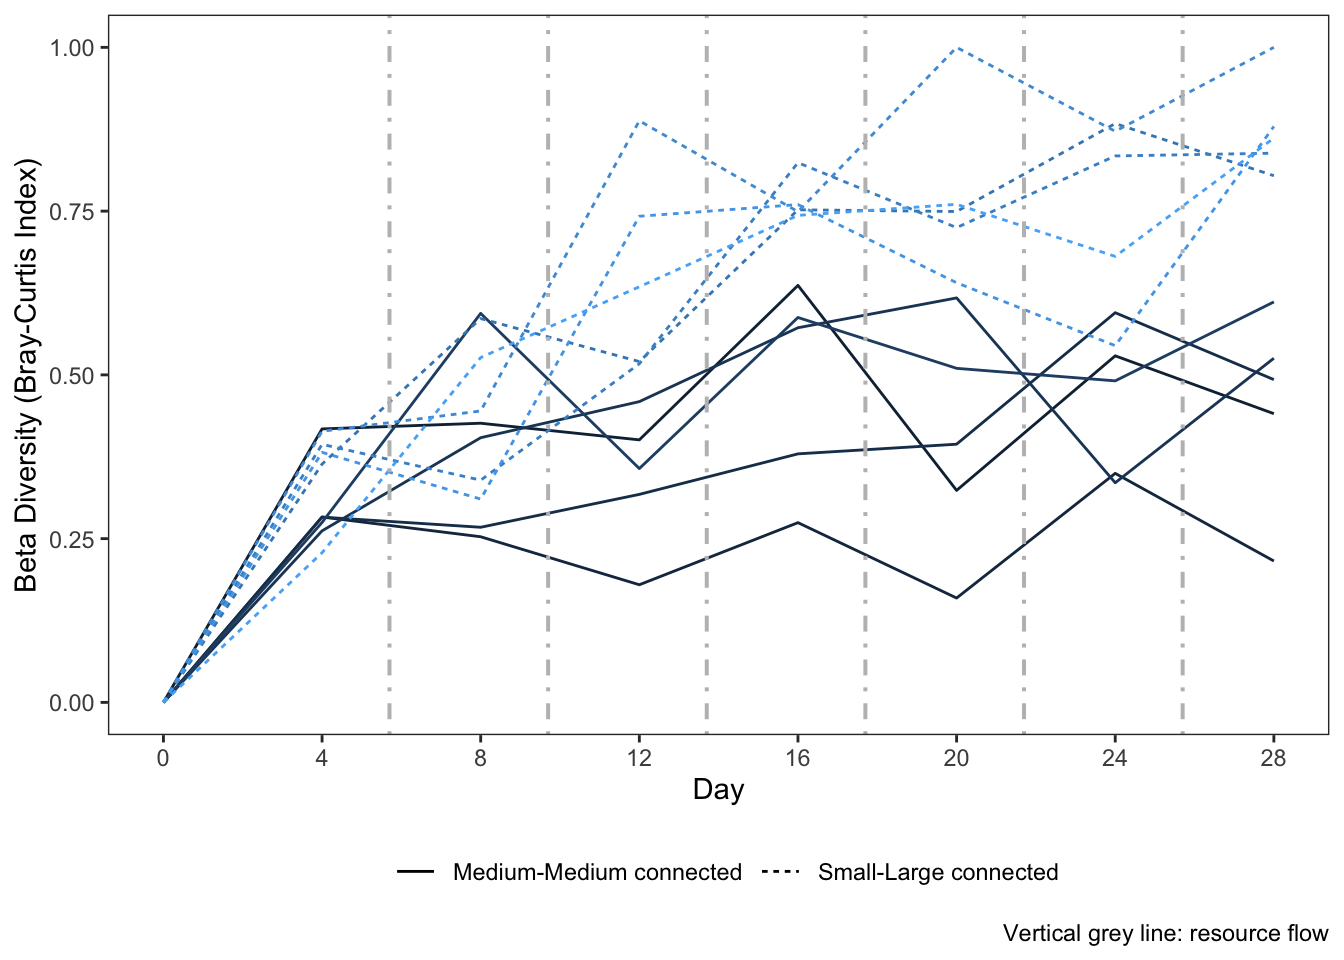 Beta Diversity (Bray-Curtis Index)
1.00
0.75
0.50
0.25
0.00
0 4 8 12 16 20 24 28
Day
Medium-Medium connected Small-Large connected
Vertical grey line: resource flow